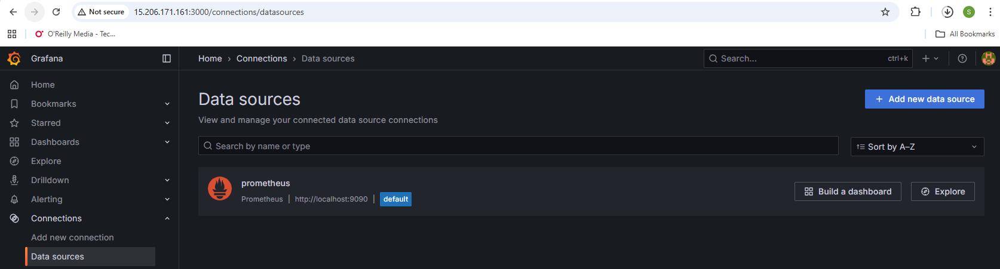 Not secure 15.206.171.161:3000/connections/datasources
S
O'Reilly Media - Tec...
All Bookmarks
Grafana
Home › Connections › Data sources
Search... ctrl+k
Home
Bookmarks
Starred
Dashboards
Explore
Drilldown
Alerting
Connections
Add new connection
Data sources
Data sources
Add new data source
View and manage your connected data source connections
Search by name or type
Sort by A–Z
prometheus
Prometheus | http://localhost:9090 | default
Build a dashboard
Explore